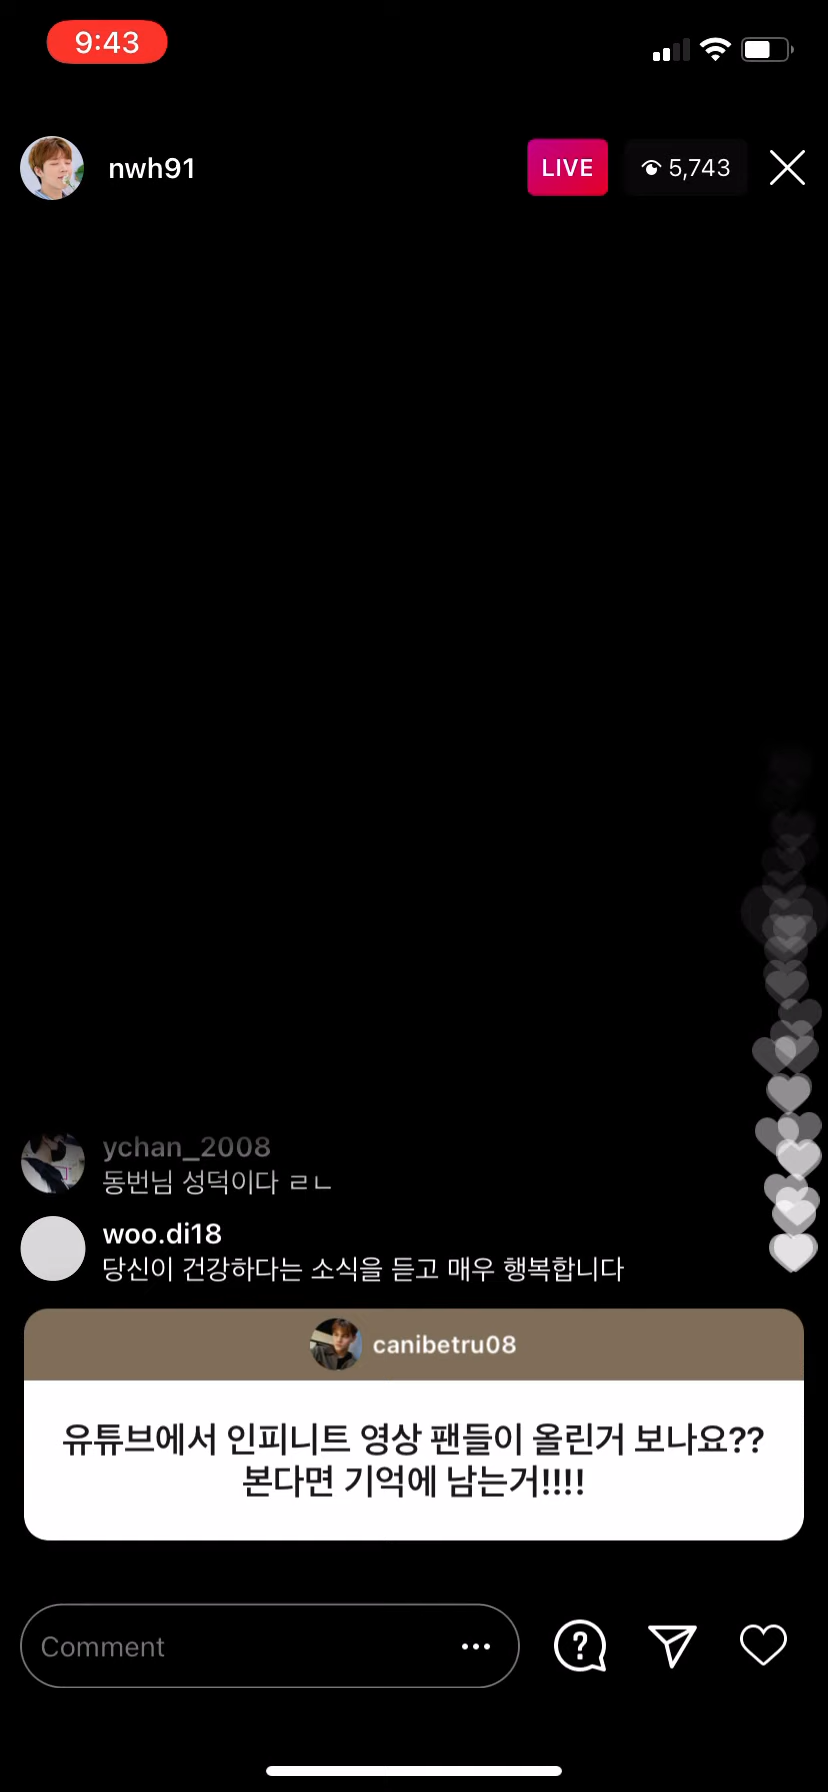 9:43
nwh91
LIVE
5,743
ychan_2008
동번님 성덕이다 ㄹㄴ
woo.di18
당신이 건강하다는 소식을 듣고 매우 행복합니다
canibetru08
유튜브에서 인피니트 영상 팬들이 올린거 보나요??
본다면 기억에 남는거!!!!
Comment